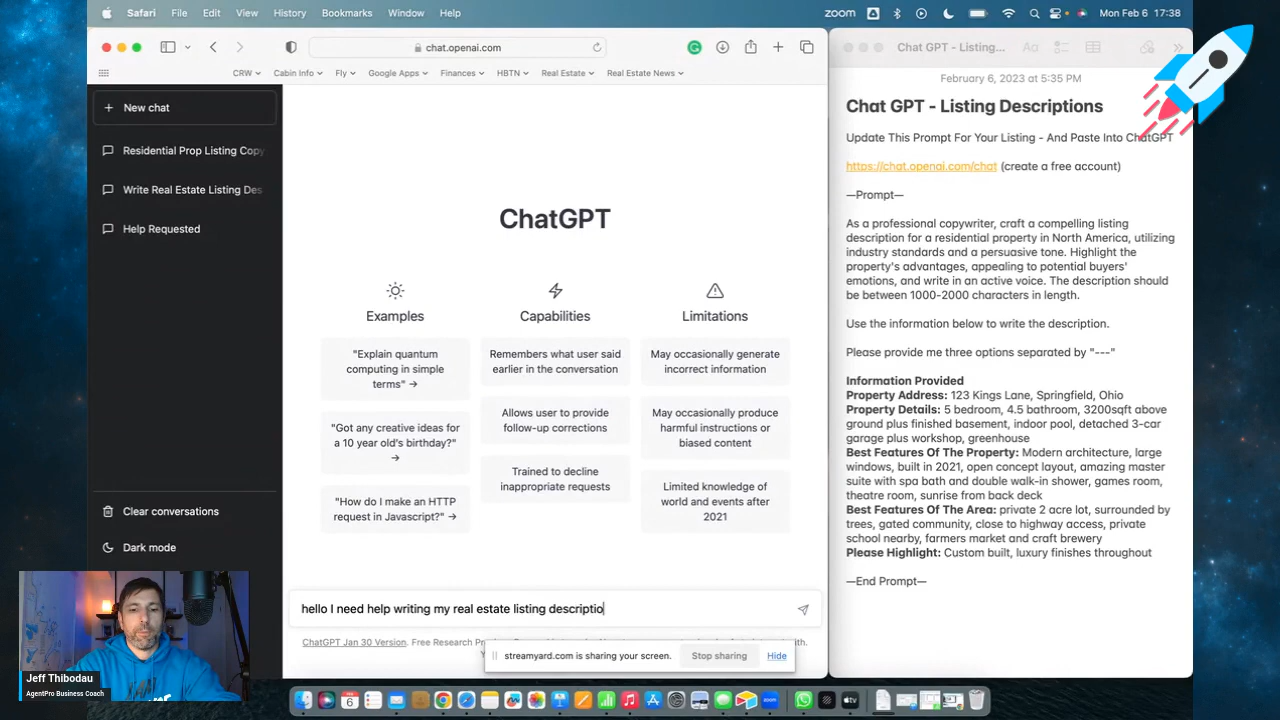 Safari File Edit View History Bookmarks Window Help
zoom Mon Feb 6 17:38
chat.openai.com
CRW Cabin Info Fly Google Apps Finances HBTN Real Estate Real Estate News
+ New chat
Residential Prop Listing Copy
Write Real Estate Listing Des
Help Requested
Clear conversations
Dark mode
ChatGPT
Examples
"Explain quantum
computing in simple
terms" →
"Got any creative ideas for
a 10 year old's birthday?"
→
"How do I make an HTTP
request in Javascript?" →
Capabilities
Remembers what user said
earlier in the conversation
Allows user to provide
follow-up corrections
Trained to decline
inappropriate requests
Limitations
May occasionally generate
incorrect information
May occasionally produce
harmful instructions or
biased content
Limited knowledge of
world and events after
2021
hello I need help writing my real estate listing descriptio
ChatGPT Jan 30 Version. Free Research
streamyard.com is sharing your screen. Stop sharing Hide
Chat GPT - Listing... Aa
February 6, 2023 at 5:35 PM
Chat GPT - Listing Descriptions
Update This Prompt For Your Listing - And Paste Into ChatGPT
https://chat.openai.com/chat (create a free account)
—Prompt—
As a professional copywriter, craft a compelling listing
description for a residential property in North America, utilizing
industry standards and a persuasive tone. Highlight the
property's advantages, appealing to potential buyers'
emotions, and write in an active voice. The description should
be between 1000-2000 characters in length.
Use the information below to write the description.
Please provide me three options separated by "---"
Information Provided
Property Address: 123 Kings Lane, Springfield, Ohio
Property Details: 5 bedroom, 4.5 bathroom, 3200sqft above
ground plus finished basement, indoor pool, detached 3-car
garage plus workshop, greenhouse
Best Features Of The Property: Modern architecture, large
windows, built in 2021, open concept layout, amazing master
suite with spa bath and double walk-in shower, games room,
theatre room, sunrise from back deck
Best Features Of The Area: private 2 acre lot, surrounded by
trees, gated community, close to highway access, private
school nearby, farmers market and craft brewery
Please Highlight: Custom built, luxury finishes throughout
—End Prompt—
Jeff Thibodau
AgentPro Business Coach